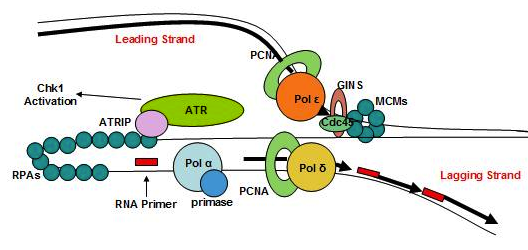 Leading Strand
PCNA
Chk1
Activation
Pol ε
GINS
MCMs
ATR
ATRIP
Cdc45
RPAs
Pol α
Pol δ
Lagging Strand
PCNA
RNA Primer
primase